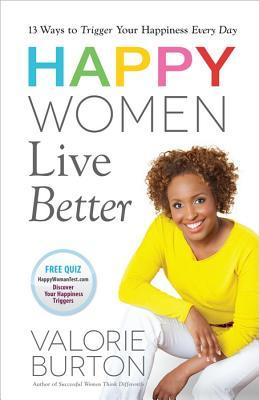 13 Ways to Trigger Your Happiness Every Day
HAPPY
WOMEN
Live
Better
FREE QUIZ
HappyWomanTest.com
Discover
Your Happiness
Triggers
VALORIE
BURTON
Author of Successful Women Think Differently